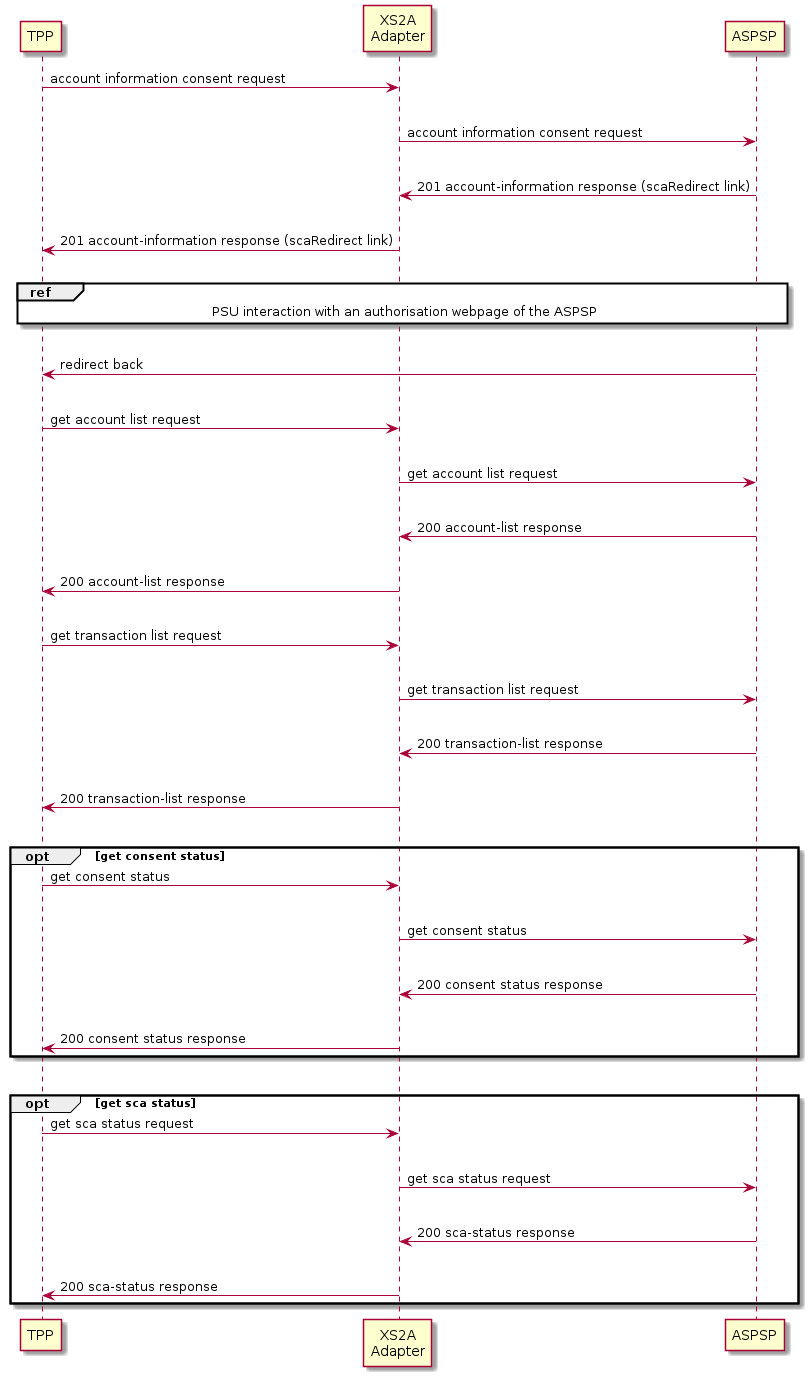 TPP
XS2A
Adapter
ASPSP
account information consent request
account information consent request
201 account-information response (scaRedirect link)
201 account-information response (scaRedirect link)
ref
PSU interaction with an authorisation webpage of the ASPSP
redirect back
get account list request
get account list request
200 account-list response
200 account-list response
get transaction list request
get transaction list request
200 transaction-list response
200 transaction-list response
opt [get consent status]
get consent status
get consent status
200 consent status response
200 consent status response
opt [get sca status]
get sca status request
get sca status request
200 sca-status response
200 sca-status response
TPP
XS2A
Adapter
ASPSP